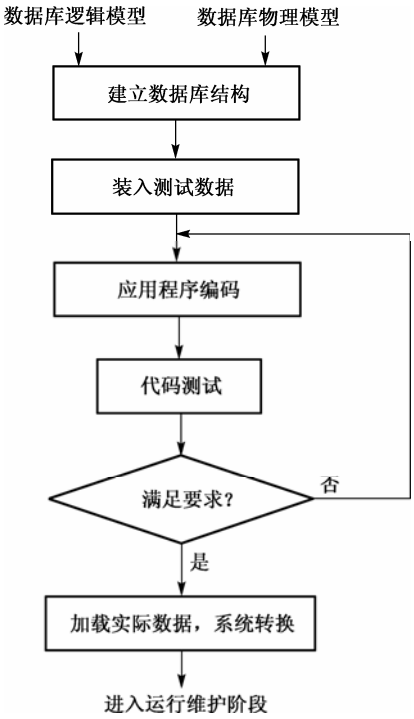 数据库逻辑模型
数据库物理模型
建立数据库结构
装入测试数据
应用程序编码
代码测试
满足要求？
否
是
加载实际数据，系统转换
进入运行维护阶段